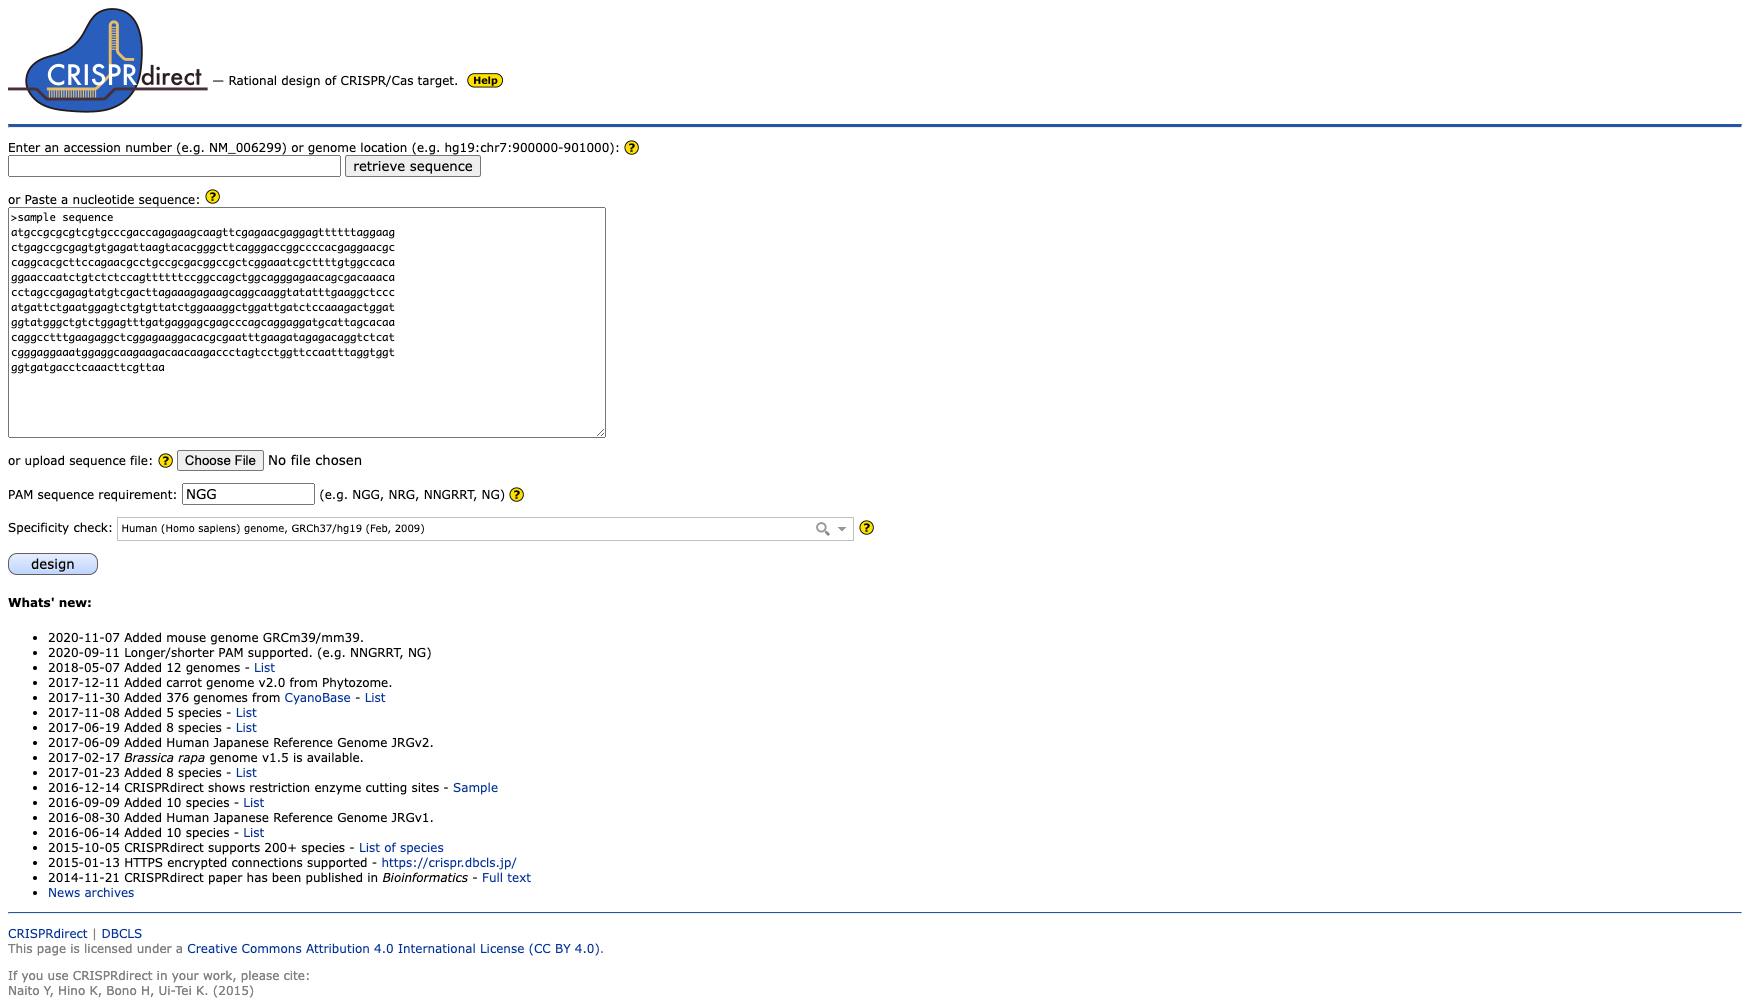 CRISPRdirect — Rational design of CRISPR/Cas target. Help
Enter an accession number (e.g. NM_006299) or genome location (e.g. hg19:chr7:900000-901000): ?
retrieve sequence
or Paste a nucleotide sequence: ?
>sample sequence
atgccgcgcgtcgtgcccgaccagagaagcaagttcgagaacgaggagttttttaggaag
ctgagccgcgagtgtgagattaagtacacgggcttcagggaccggccccacgaggaacgc
caggcacgcttccagaacgcctgccgcgacggccgctcggaaatcgcttttgtggccaca
ggaaccaatctgtctctccagttttttccggccagctggcagggagaacagcgacaaaca
cctagccgagagtatgtcgacttagaaagagaagcaggcaaggtatatttgaaggctccc
atgattctgaatggagtctgtgttatctggaaaggctggattgatctccaaagactggat
ggtatgggctgtctggagtttgatgaggagcgagcccagcaggaggatgcattagcacaa
caggcctttgaagaggctcggagaaggacacgcgaatttgaagatagagacaggtctcat
cgggaggaaatggaggcaagaagacaacaagaccctagtcctggttccaatttaggtggt
ggtgatgacctcaaacttcgttaa
or upload sequence file: ? Choose File No file chosen
PAM sequence requirement: NGG (e.g. NGG, NRG, NNGRRT, NG) ?
Specificity check: Human (Homo sapiens) genome, GRCh37/hg19 (Feb, 2009) ?
design
Whats' new:
• 2020-11-07 Added mouse genome GRCm39/mm39.
• 2020-09-11 Longer/shorter PAM supported. (e.g. NNGRRT, NG)
• 2018-05-07 Added 12 genomes - List
• 2017-12-11 Added carrot genome v2.0 from Phytozome.
• 2017-11-30 Added 376 genomes from CyanoBase - List
• 2017-11-08 Added 5 species - List
• 2017-06-19 Added 8 species - List
• 2017-06-09 Added Human Japanese Reference Genome JRGv2.
• 2017-02-17 Brassica rapa genome v1.5 is available.
• 2017-01-23 Added 8 species - List
• 2016-12-14 CRISPRdirect shows restriction enzyme cutting sites - Sample
• 2016-09-09 Added 10 species - List
• 2016-08-30 Added Human Japanese Reference Genome JRGv1.
• 2016-06-14 Added 10 species - List
• 2015-10-05 CRISPRdirect supports 200+ species - List of species
• 2015-01-13 HTTPS encrypted connections supported - https://crispr.dbcls.jp/
• 2014-11-21 CRISPRdirect paper has been published in Bioinformatics - Full text
• News archives
CRISPRdirect | DBCLS
This page is licensed under a Creative Commons Attribution 4.0 International License (CC BY 4.0).
If you use CRISPRdirect in your work, please cite:
Naito Y, Hino K, Bono H, Ui-Tei K. (2015)